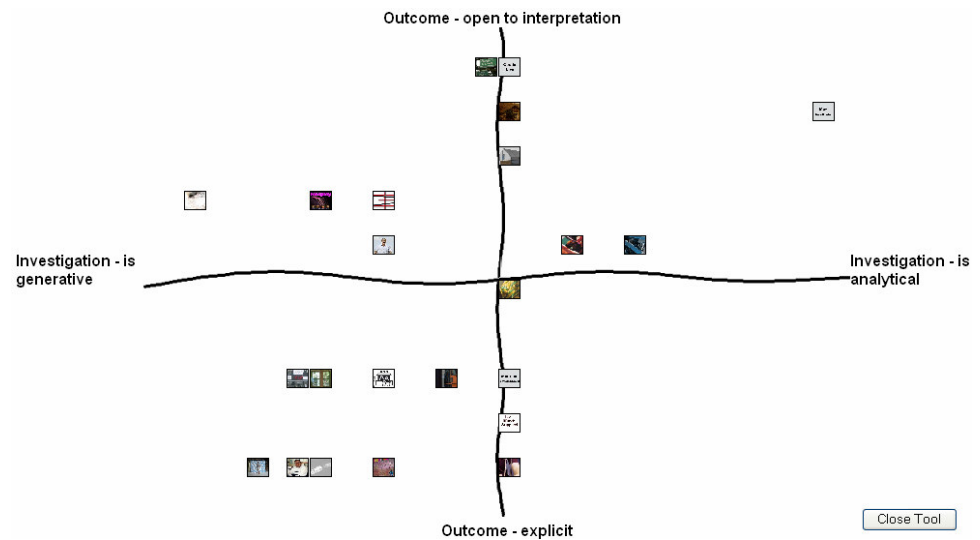 Outcome - open to interpretation
Investigation - is
generative
Investigation - is
analytical
Outcome - explicit
Close Tool